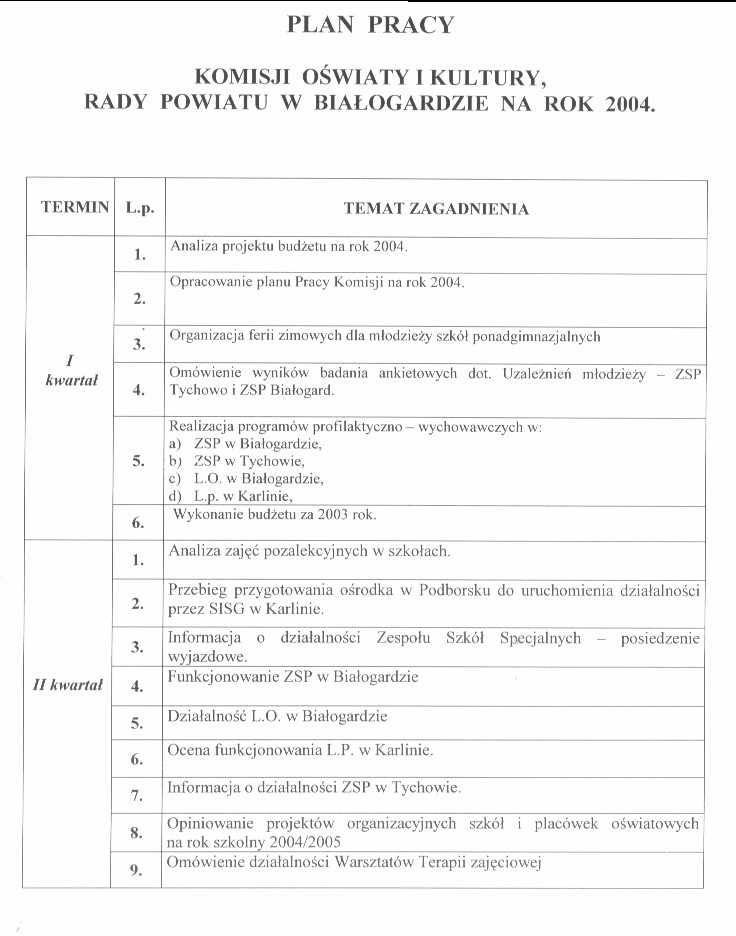 PLAN PRACY
KOMISJI OŚWIATY I KULTURY,
RADY POWIATU W BIAŁOGARDZIE NA ROK 2004.
TERMIN L.p. TEMAT ZAGADNIENIA
I kwartał
1. Analiza projektu budżetu na rok 2004.
2. Opracowanie planu Pracy Komisji na rok 2004.
3. Organizacja ferii zimowych dla młodzieży szkół ponadgimnazjalnych
4. Omówienie wyników badania ankietowych dot. Uzależnień młodzieży – ZSP
Tychowo i ZSP Białogard.
5. Realizacja programów profilaktyczno – wychowawczych w:
a) ZSP w Białogardzie,
b) ZSP w Tychowie,
c) L.O. w Białogardzie,
d) L.p. w Karlinie,
6. Wykonanie budżetu za 2003 rok.
II kwartał
1. Analiza zajęć pozalekcyjnych w szkołach.
2. Przebieg przygotowania ośrodka w Podborsku do uruchomienia działalności
przez SISG w Karlinie.
3. Informacja o działalności Zespołu Szkół Specjalnych – posiedzenie
wyjazdowe.
4. Funkcjonowanie ZSP w Białogardzie
5. Działalność L.O. w Białogardzie
6. Ocena funkcjonowania L.P. w Karlinie.
7. Informacja o działalności ZSP w Tychowie.
8. Opiniowanie projektów organizacyjnych szkół i placówek oświatowych
na rok szkolny 2004/2005
9. Omówienie działalności Warsztatów Terapii zajęciowej